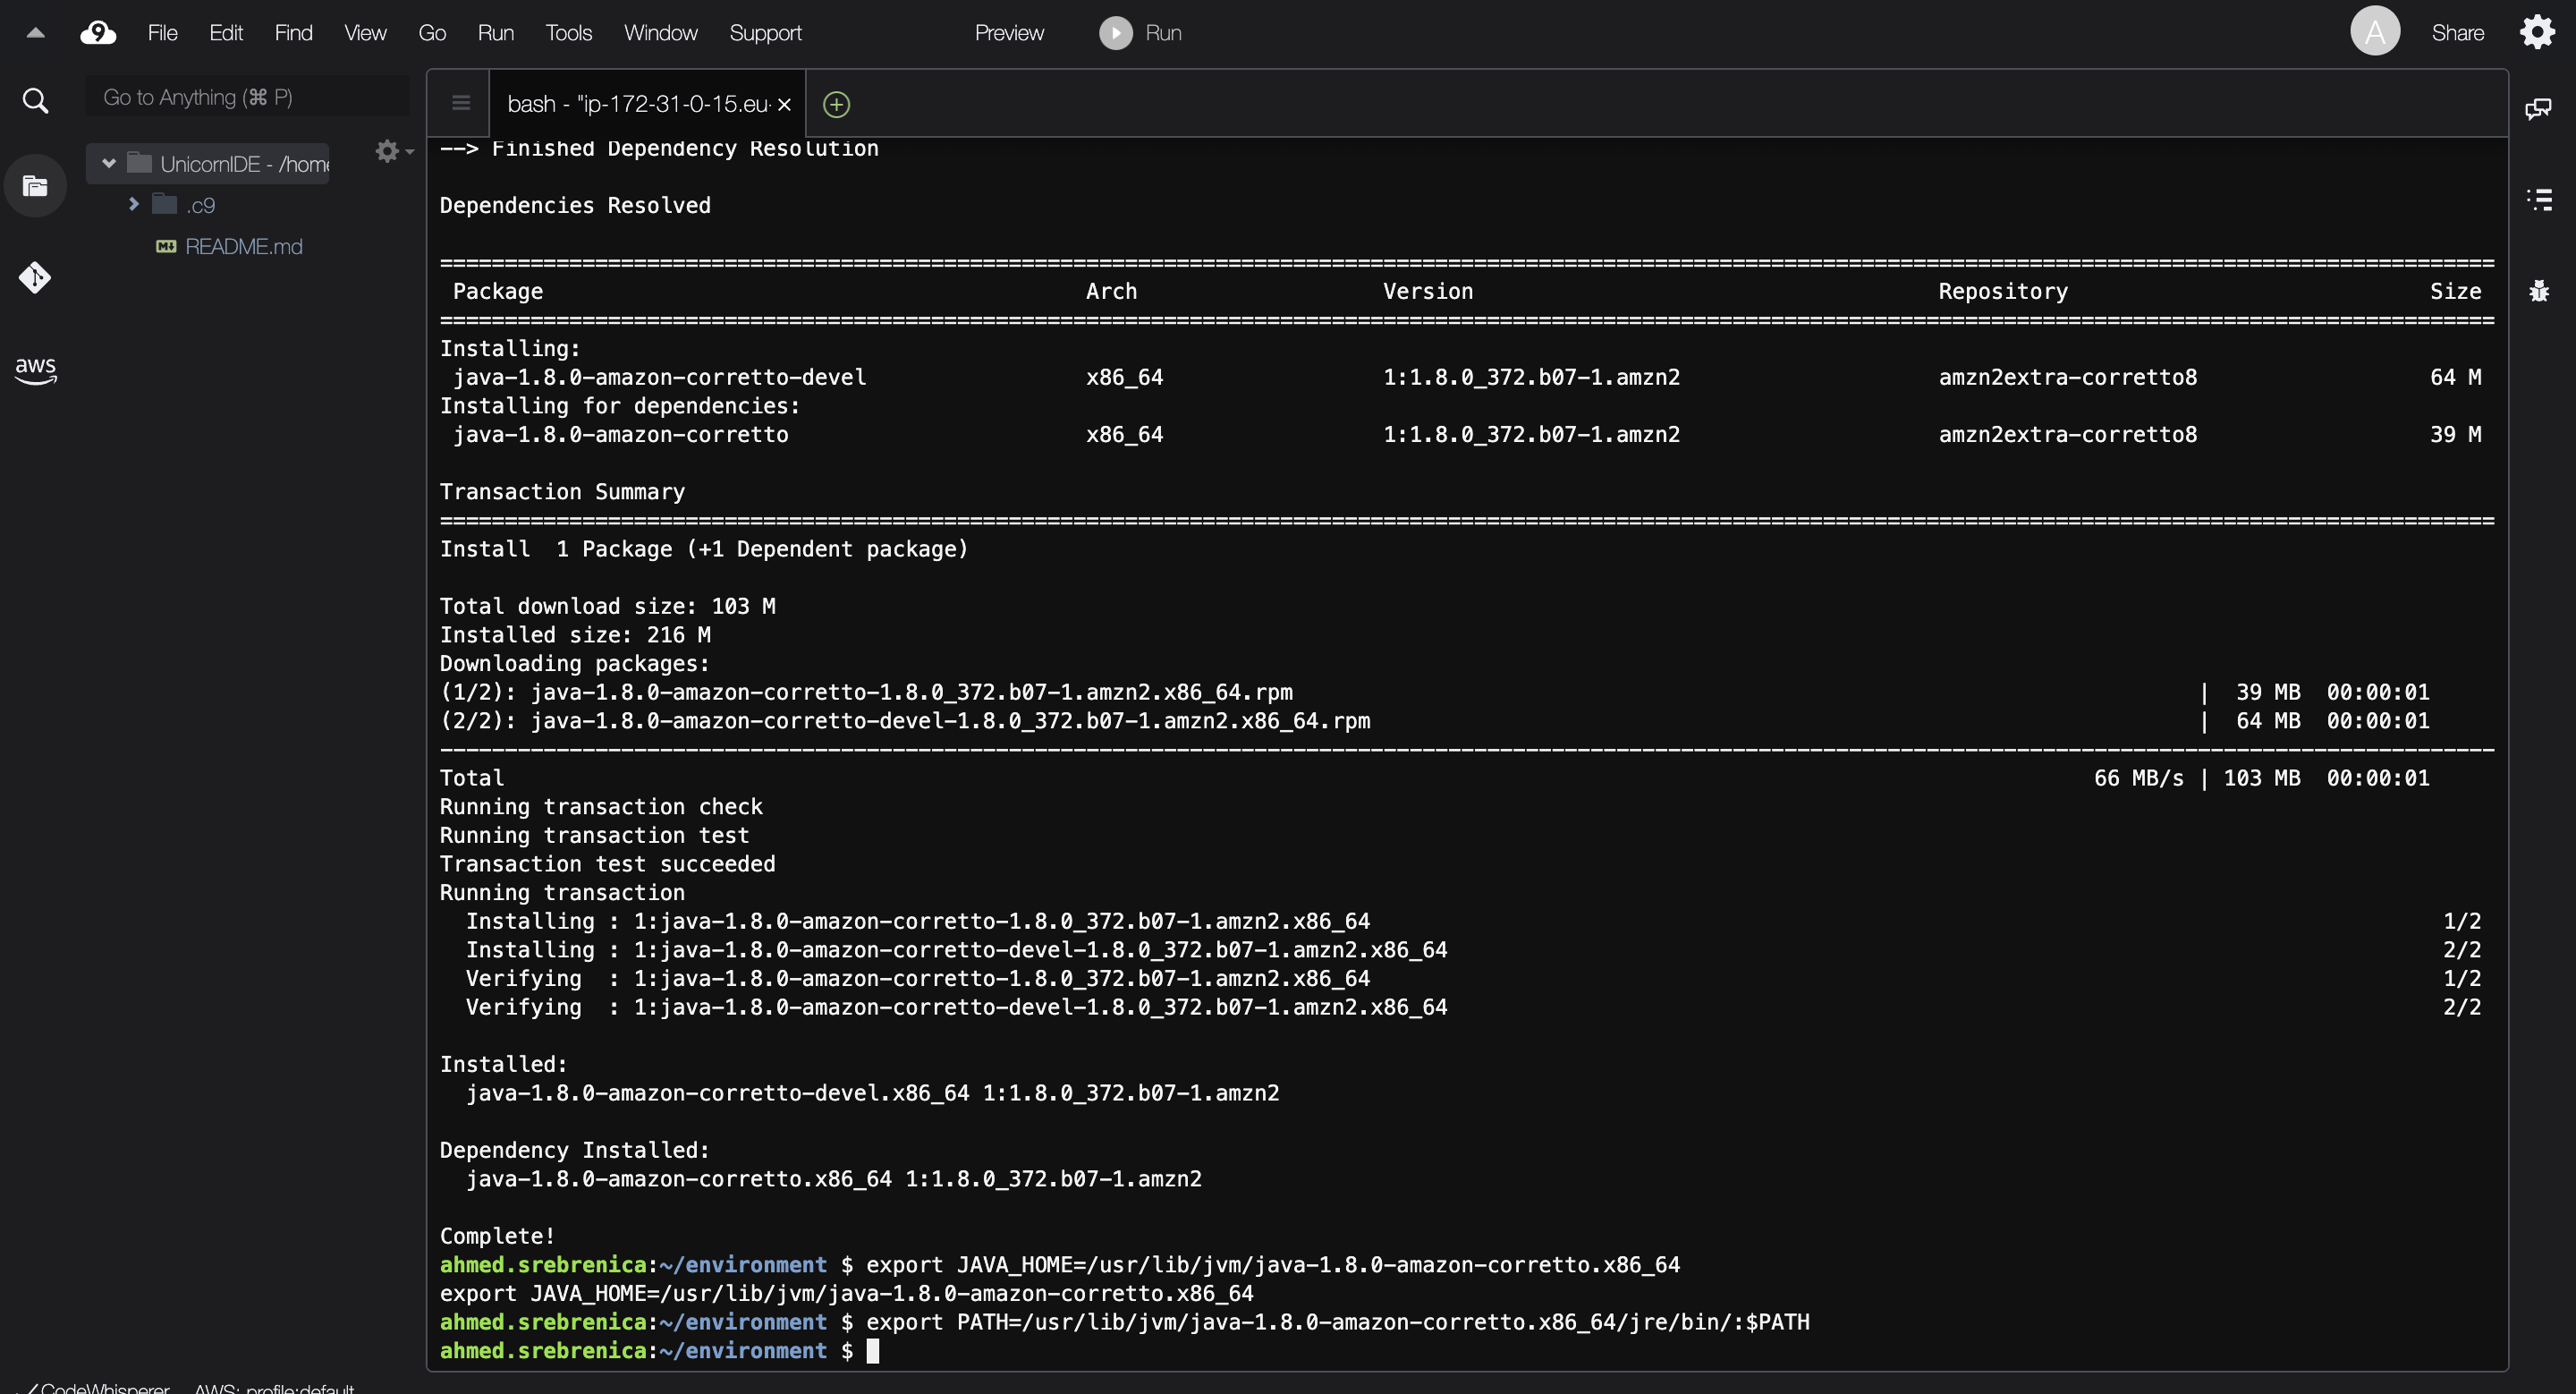 File Edit Find View Go Run Tools Window Support Preview Run A Share
Go to Anything (⌘ P)
UnicornIDE - /home
.c9
README.md
aws
bash - "ip-172-31-0-15.eu-
--> Finished Dependency Resolution
Dependencies Resolved
================================================================================
Package Arch Version Repository Size
================================================================================
Installing:
java-1.8.0-amazon-corretto-devel x86_64 1:1.8.0_372.b07-1.amzn2 amzn2extra-corretto8 64 M
Installing for dependencies:
java-1.8.0-amazon-corretto x86_64 1:1.8.0_372.b07-1.amzn2 amzn2extra-corretto8 39 M
Transaction Summary
================================================================================
Install 1 Package (+1 Dependent package)
Total download size: 103 M
Installed size: 216 M
Downloading packages:
(1/2): java-1.8.0-amazon-corretto-1.8.0_372.b07-1.amzn2.x86_64.rpm | 39 MB 00:00:01
(2/2): java-1.8.0-amazon-corretto-devel-1.8.0_372.b07-1.amzn2.x86_64.rpm | 64 MB 00:00:01
--------------------------------------------------------------------------------
Total 66 MB/s | 103 MB 00:00:01
Running transaction check
Running transaction test
Transaction test succeeded
Running transaction
Installing : 1:java-1.8.0-amazon-corretto-1.8.0_372.b07-1.amzn2.x86_64 1/2
Installing : 1:java-1.8.0-amazon-corretto-devel-1.8.0_372.b07-1.amzn2.x86_64 2/2
Verifying : 1:java-1.8.0-amazon-corretto-1.8.0_372.b07-1.amzn2.x86_64 1/2
Verifying : 1:java-1.8.0-amazon-corretto-devel-1.8.0_372.b07-1.amzn2.x86_64 2/2
Installed:
java-1.8.0-amazon-corretto-devel.x86_64 1:1.8.0_372.b07-1.amzn2
Dependency Installed:
java-1.8.0-amazon-corretto.x86_64 1:1.8.0_372.b07-1.amzn2
Complete!
ahmed.srebrenica:~/environment $ export JAVA_HOME=/usr/lib/jvm/java-1.8.0-amazon-corretto.x86_64
export JAVA_HOME=/usr/lib/jvm/java-1.8.0-amazon-corretto.x86_64
ahmed.srebrenica:~/environment $ export PATH=/usr/lib/jvm/java-1.8.0-amazon-corretto.x86_64/jre/bin/:$PATH
ahmed.srebrenica:~/environment $
✓CodeWhisperer AWS: profile:default